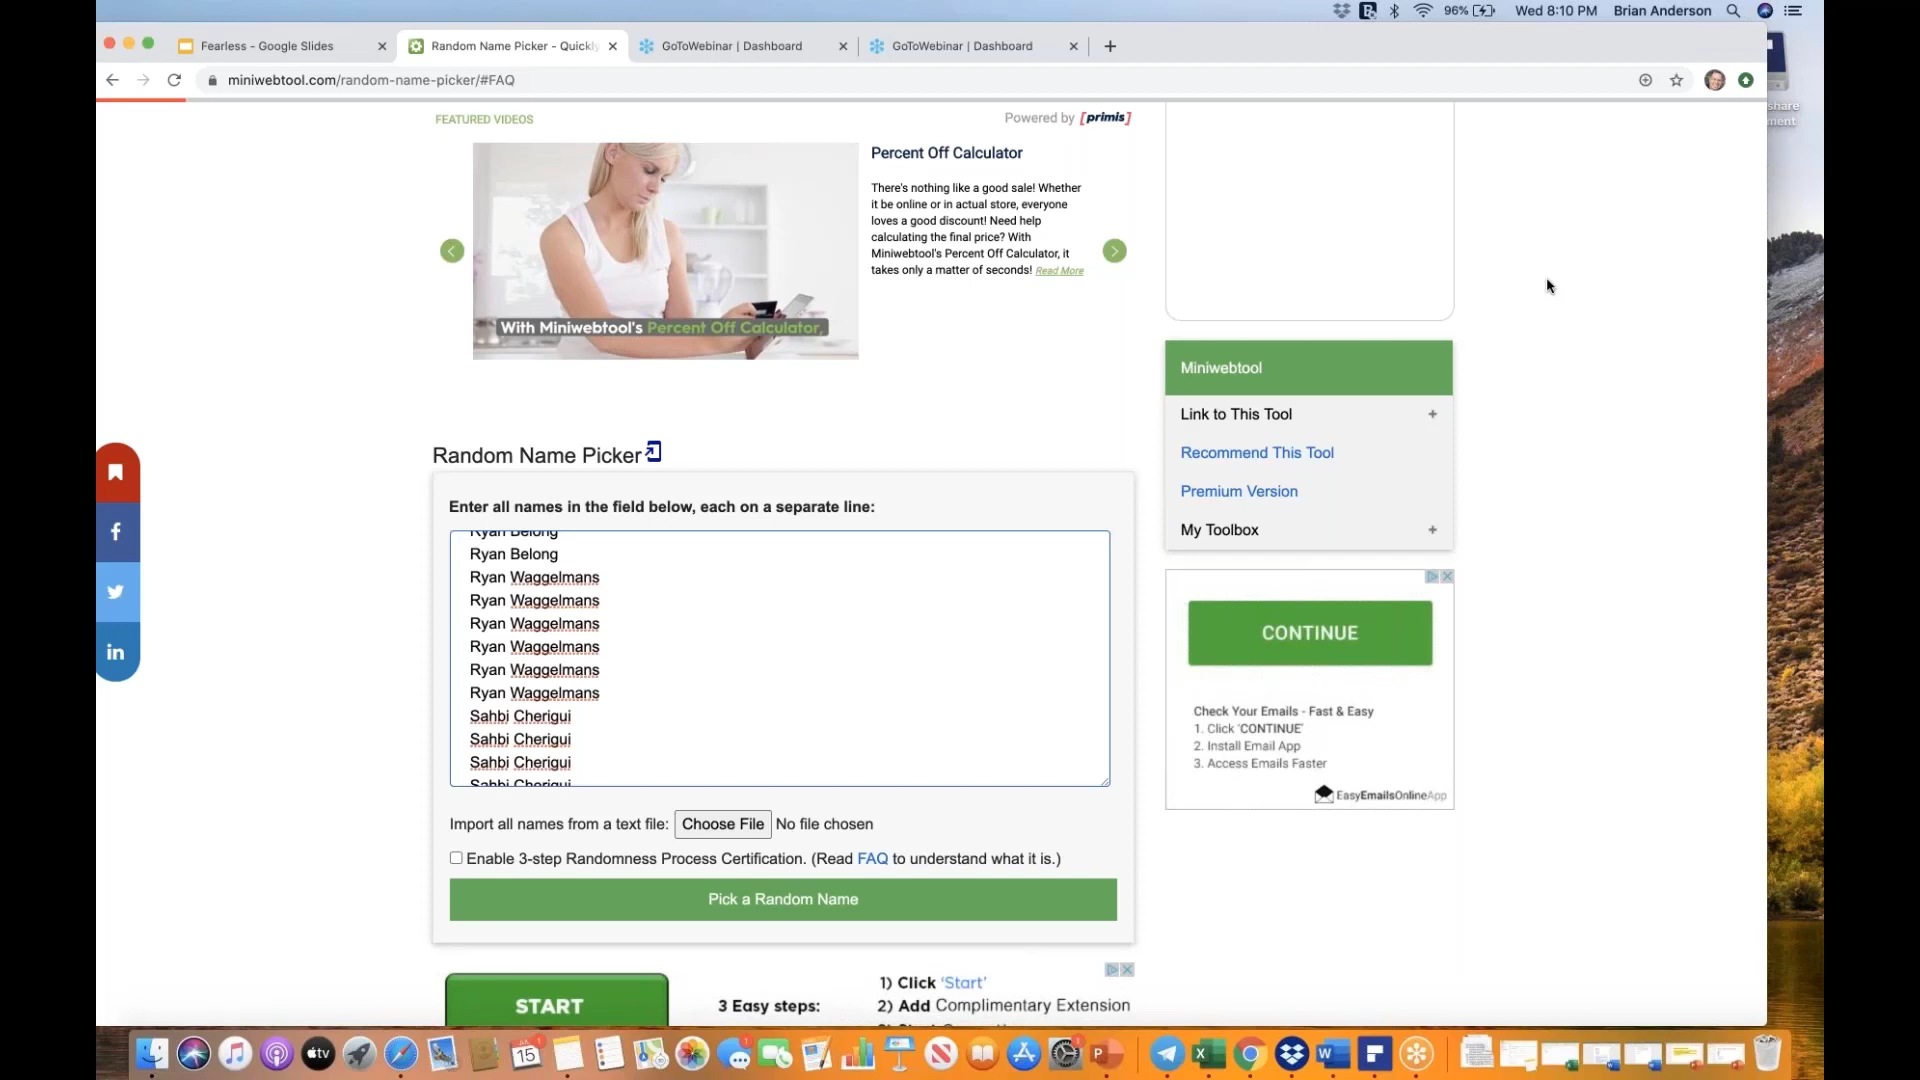 96%
Wed 8:10 PM
Brian Anderson
Fearless - Google Slides
Random Name Picker - Quickly
GoToWebinar | Dashboard
GoToWebinar | Dashboard
miniwebtool.com/random-name-picker/#FAQ
share
ment
FEATURED VIDEOS
Powered by [primis]
Percent Off Calculator
There's nothing like a good sale! Whether
it be online or in actual store, everyone
loves a good discount! Need help
calculating the final price? With
Miniwebtool's Percent Off Calculator, it
takes only a matter of seconds! Read More
With Miniwebtool's Percent Off Calculator,
Miniwebtool
Link to This Tool +
Recommend This Tool
Premium Version
My Toolbox +
Random Name Picker
Enter all names in the field below, each on a separate line:
Ryan Belong
Ryan Belong
Ryan Waggelmans
Ryan Waggelmans
Ryan Waggelmans
Ryan Waggelmans
Ryan Waggelmans
Ryan Waggelmans
Sahbi Cherigui
Sahbi Cherigui
Sahbi Cherigui
Sahbi Cherigui
Import all names from a text file: Choose File No file chosen
Enable 3-step Randomness Process Certification. (Read FAQ to understand what it is.)
Pick a Random Name
CONTINUE
Check Your Emails - Fast & Easy
1. Click 'CONTINUE'
2. Install Email App
3. Access Emails Faster
EasyEmailsOnlineApp
START
3 Easy steps:
1) Click 'Start'
2) Add Complimentary Extension
tv
15